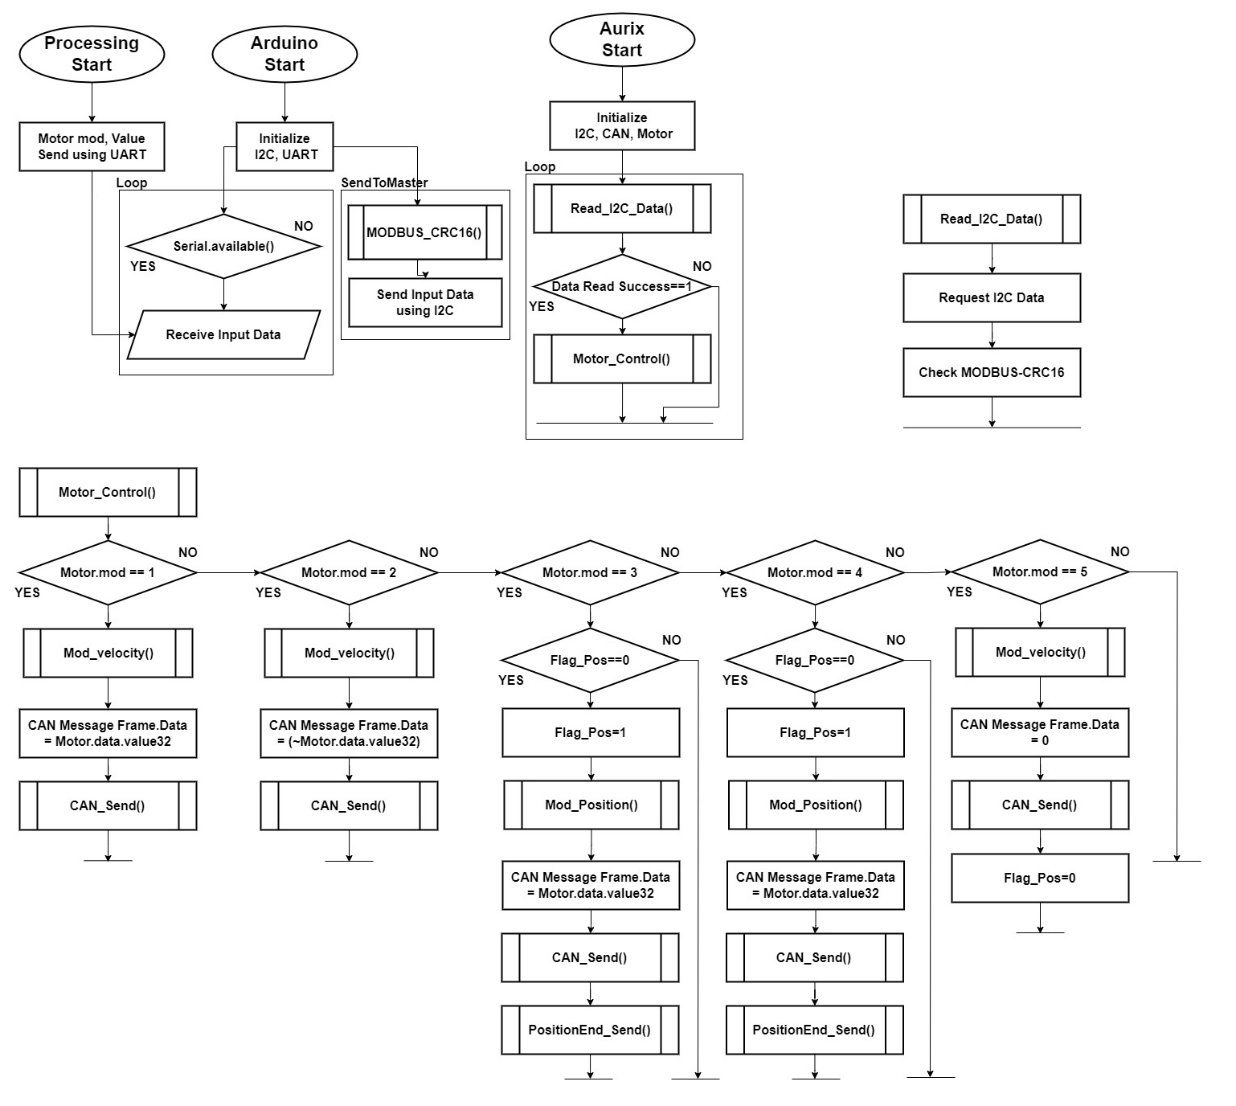 Processing
Start
Arduino
Start
Aurix
Start
Motor mod, Value
Send using UART
Initialize
I2C, UART
Initialize
I2C, CAN, Motor
Loop
Serial.available()
NO
YES
Receive Input Data
SendToMaster
MODBUS_CRC16()
Send Input Data
using I2C
Loop
Read_I2C_Data()
Data Read Success==1
NO
YES
Motor_Control()
Read_I2C_Data()
Request I2C Data
Check MODBUS-CRC16
Motor_Control()
Motor.mod == 1
NO
YES
Mod_velocity()
CAN Message Frame.Data
= Motor.data.value32
CAN_Send()
Motor.mod == 2
NO
YES
Mod_velocity()
CAN Message Frame.Data
= (~Motor.data.value32)
CAN_Send()
Motor.mod == 3
NO
YES
Flag_Pos==0
NO
YES
Flag_Pos=1
Mod_Position()
CAN Message Frame.Data
= Motor.data.value32
CAN_Send()
PositionEnd_Send()
Motor.mod == 4
NO
YES
Flag_Pos==0
NO
YES
Flag_Pos=1
Mod_Position()
CAN Message Frame.Data
= Motor.data.value32
CAN_Send()
PositionEnd_Send()
Motor.mod == 5
NO
YES
Mod_velocity()
CAN Message Frame.Data
= 0
CAN_Send()
Flag_Pos=0